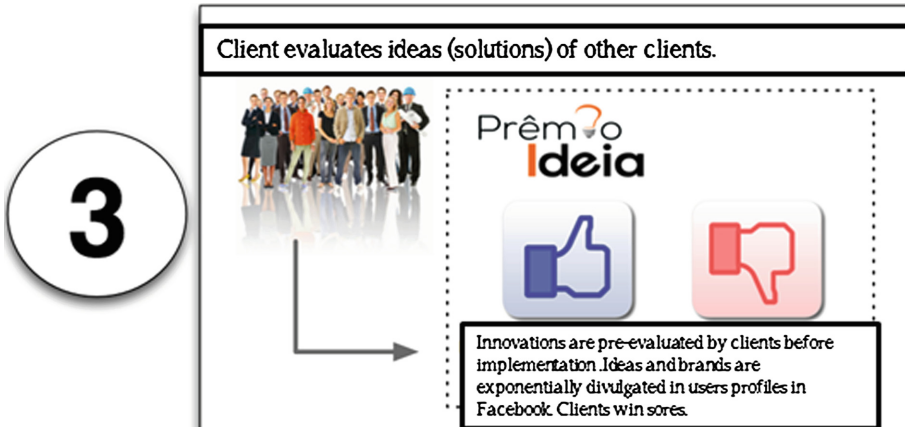 Client evaluates ideas (solutions) of other clients.
3
Prêm?o
Ideia
Innovations are pre-evaluated by clients before
implementation .Ideas and brands are
exponentially divulgated in users profiles in
Facebook. Clients win sores.